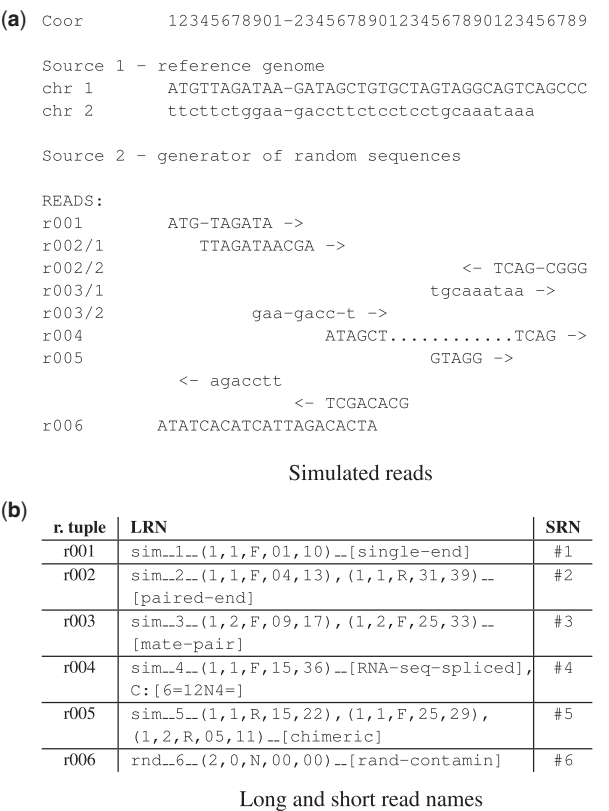 (a) Coor 12345678901-2345678901234567890123456789
Source 1 – reference genome
chr 1 ATGTTAGATAA-GATAGCTGTGCTAGTAGGCAGTCAGCCC
chr 2 ttcttctggaa-gaccttctcctcctgcaaataaa
Source 2 – generator of random sequences
READS:
r001 ATG-TAGATA ->
r002/1 TTAGATAACGA ->
r002/2 <- TCAG-CGGG
r003/1 tgcaaataa ->
r003/2 gaa-gacc-t ->
r004 ATAGCT............TCAG ->
r005 GTAGG ->
<- agacctt
<- TCGACACG
r006 ATATCACATCATTAGACACTA
Simulated reads
(b)
r. tuple LRN SRN
r001 sim__1__(1,1,F,01,10)__[single-end] #1
r002 sim__2__(1,1,F,04,13),(1,1,R,31,39)__ #2
[paired-end]
r003 sim__3__(1,2,F,09,17),(1,2,F,25,33)__ #3
[mate-pair]
r004 sim__4__(1,1,F,15,36)__[RNA-seq-spliced], #4
C:[6=12N4=]
r005 sim__5__(1,1,R,15,22),(1,1,F,25,29), #5
(1,2,R,05,11)__[chimeric]
r006 rnd__6__(2,0,N,00,00)__[rand-contamin] #6
Long and short read names